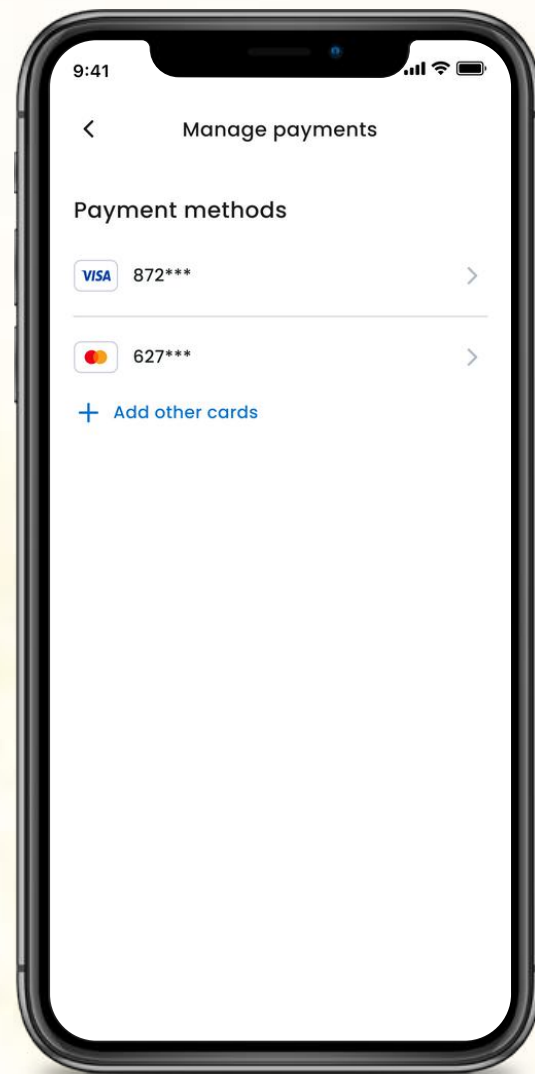 9:41
Manage payments
Payment methods
VISA 872***
627***
+ Add other cards